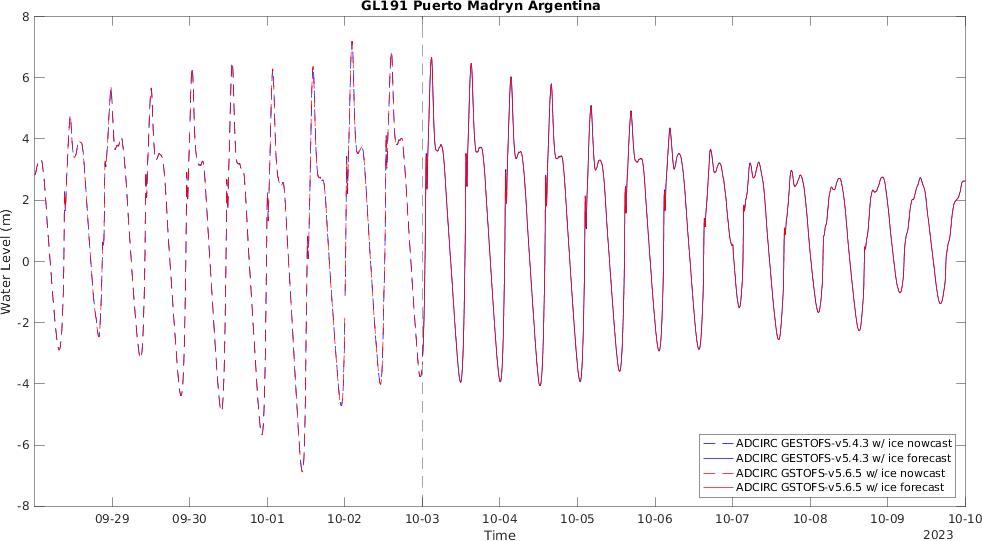 GL191 Puerto Madryn Argentina
8
6
4
2
0
-2
-4
-6
-8
Water Level (m)
09-29 09-30 10-01 10-02 10-03 10-04 10-05 10-06 10-07 10-08 10-09 10-10
Time
2023
ADCIRC GESTOFS-v5.4.3 w/ ice nowcast
ADCIRC GESTOFS-v5.4.3 w/ ice forecast
ADCIRC GSTOFS-v5.6.5 w/ ice nowcast
ADCIRC GSTOFS-v5.6.5 w/ ice forecast